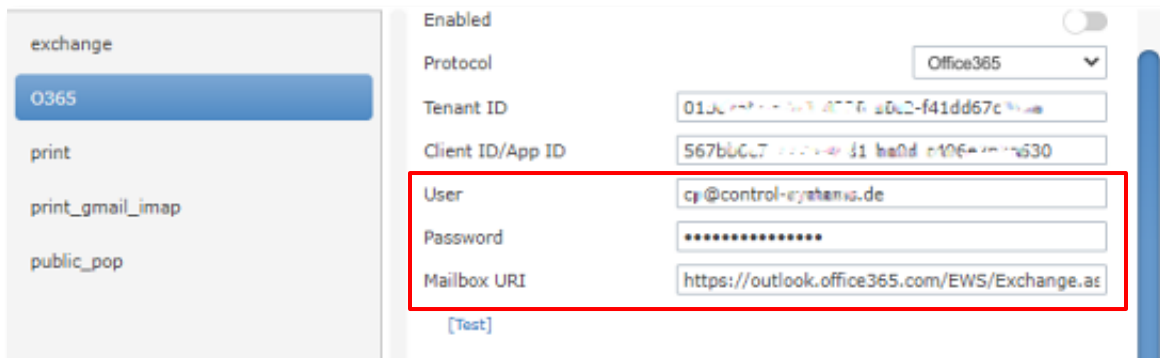 exchange
O365
print
print_gmail_imap
public_pop
Enabled
Protocol
Office365
Tenant ID
Client ID/App ID
User
Password
•••••••••••••••
Mailbox URI
https://outlook.office365.com/EWS/Exchange.as
[Test]